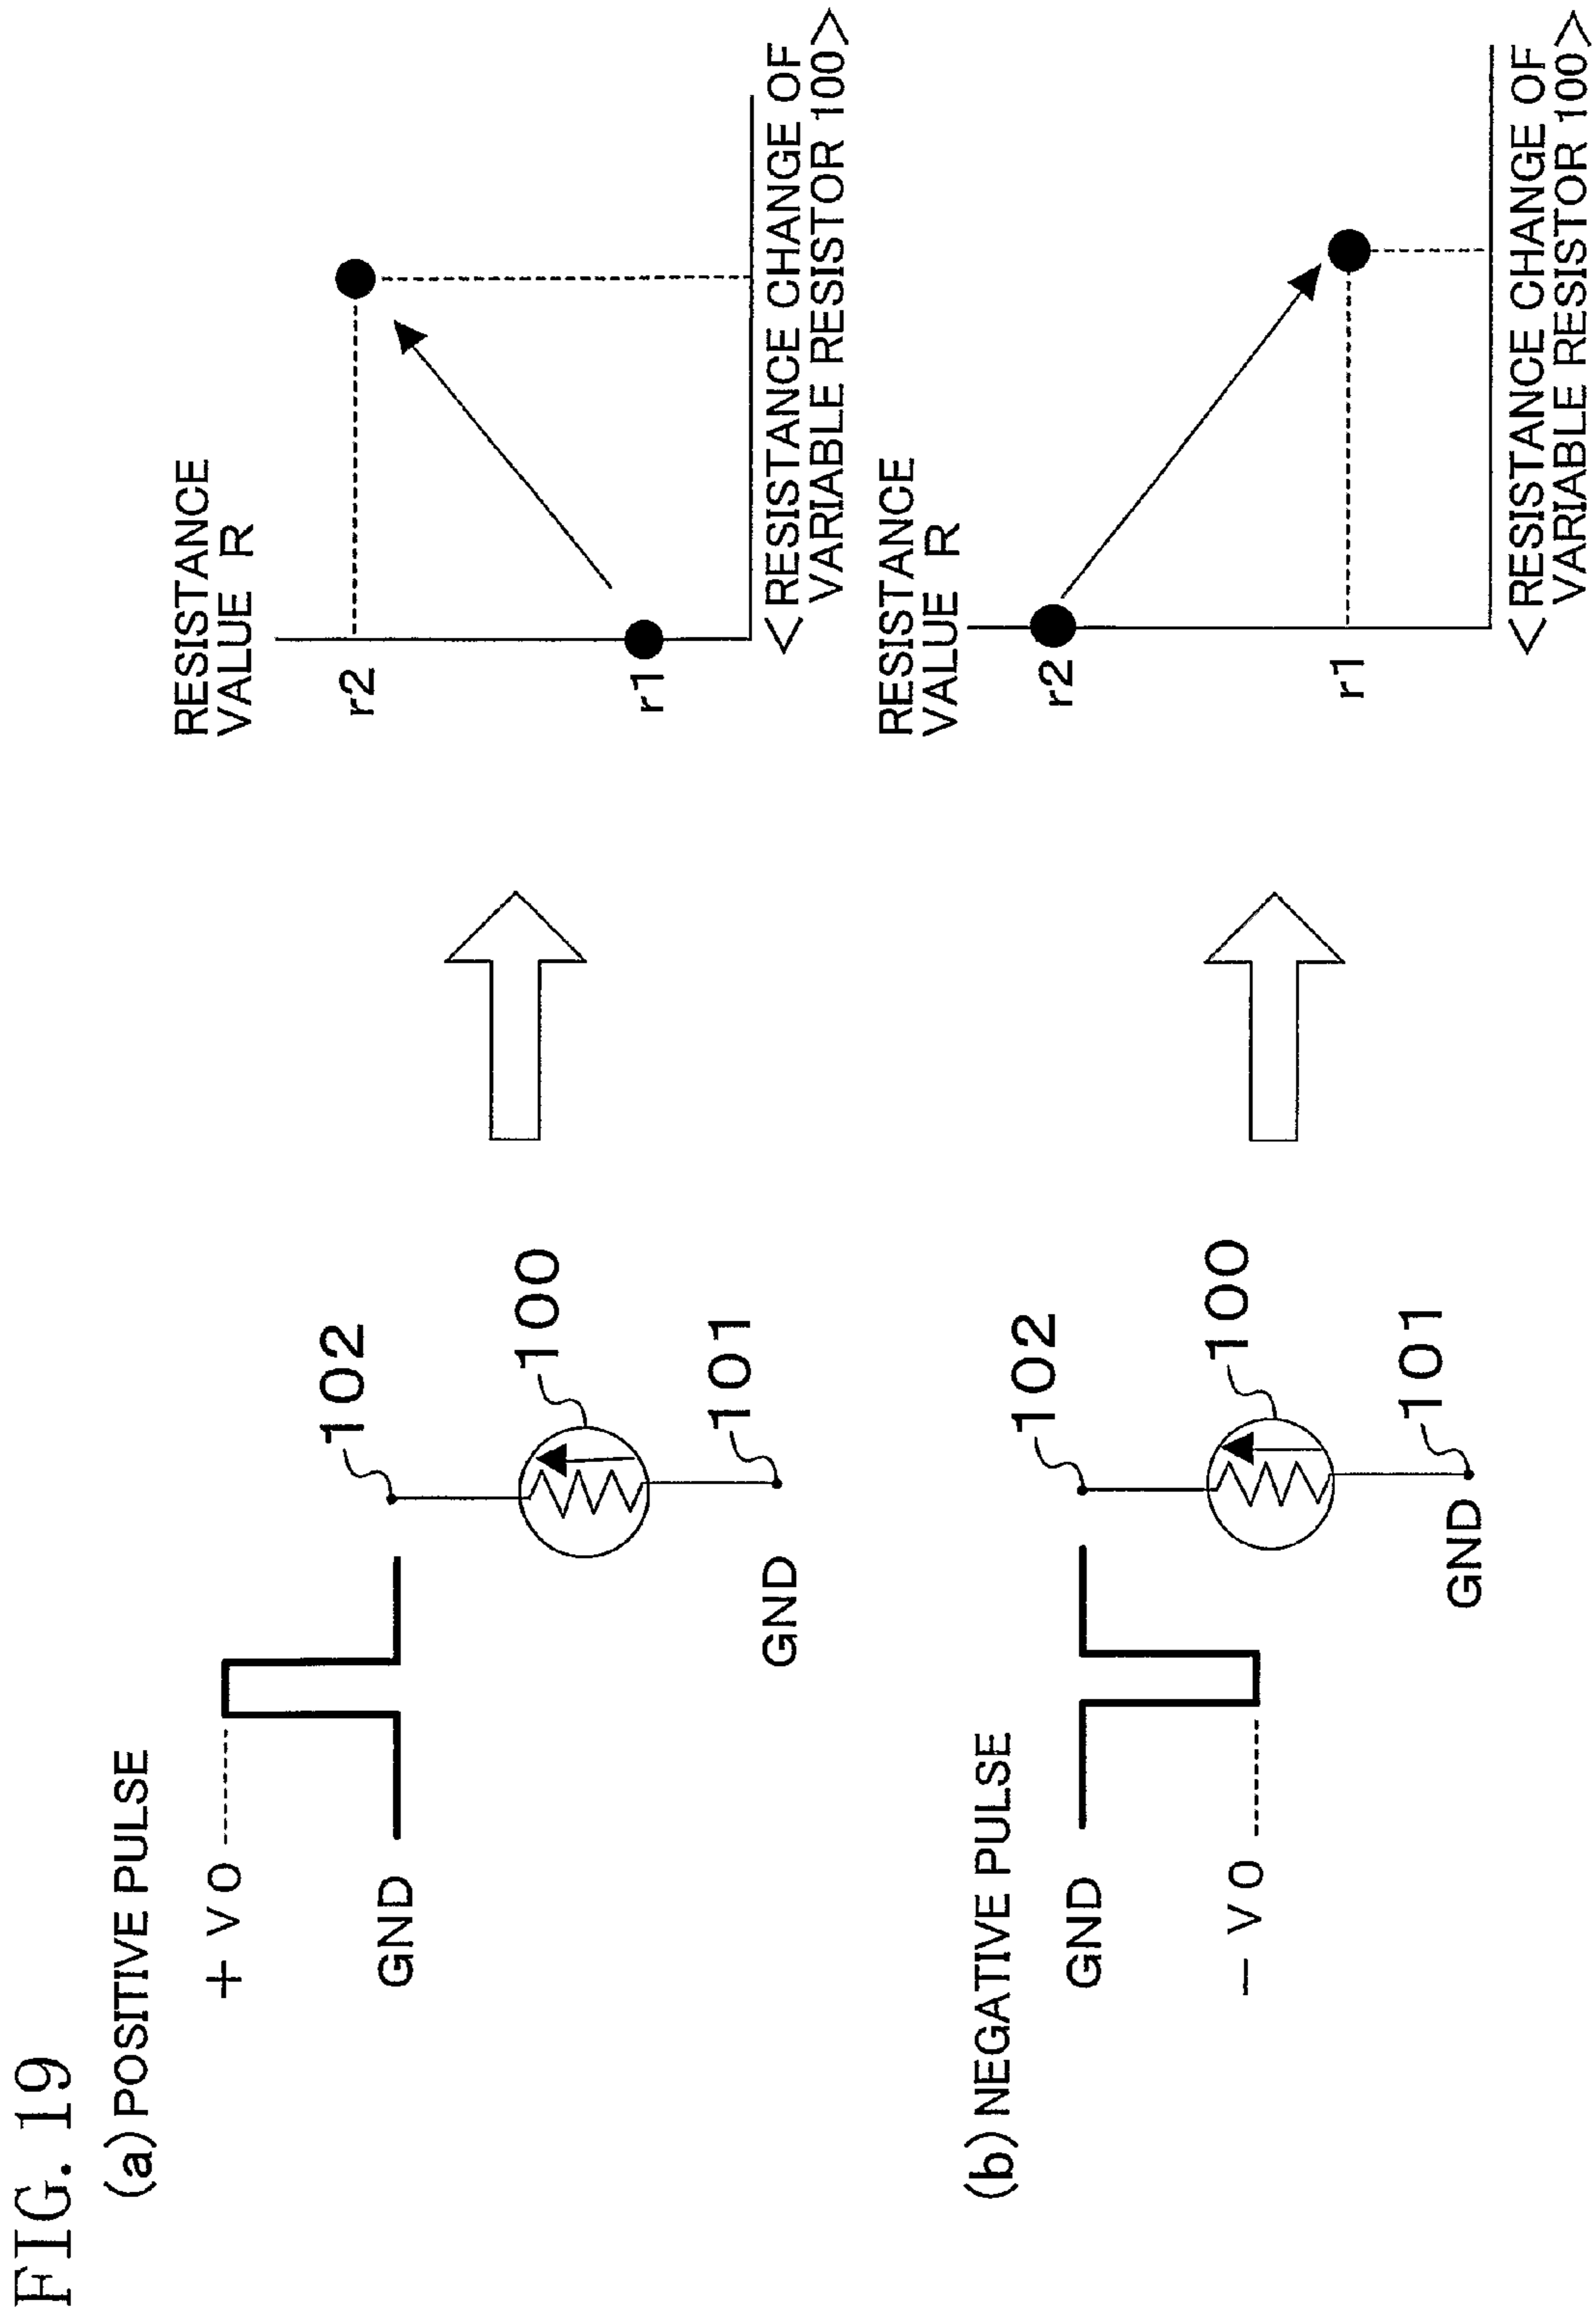 FIG. 19
(a) POSITIVE PULSE
+V0
GND
102
100
101
GND
RESISTANCE
VALUE R
r2
r1
<RESISTANCE CHANGE OF
VARIABLE RESISTOR 100>
(b) NEGATIVE PULSE
GND
-V0
102
100
101
GND
RESISTANCE
VALUE R
r2
r1
<RESISTANCE CHANGE OF
VARIABLE RESISTOR 100>